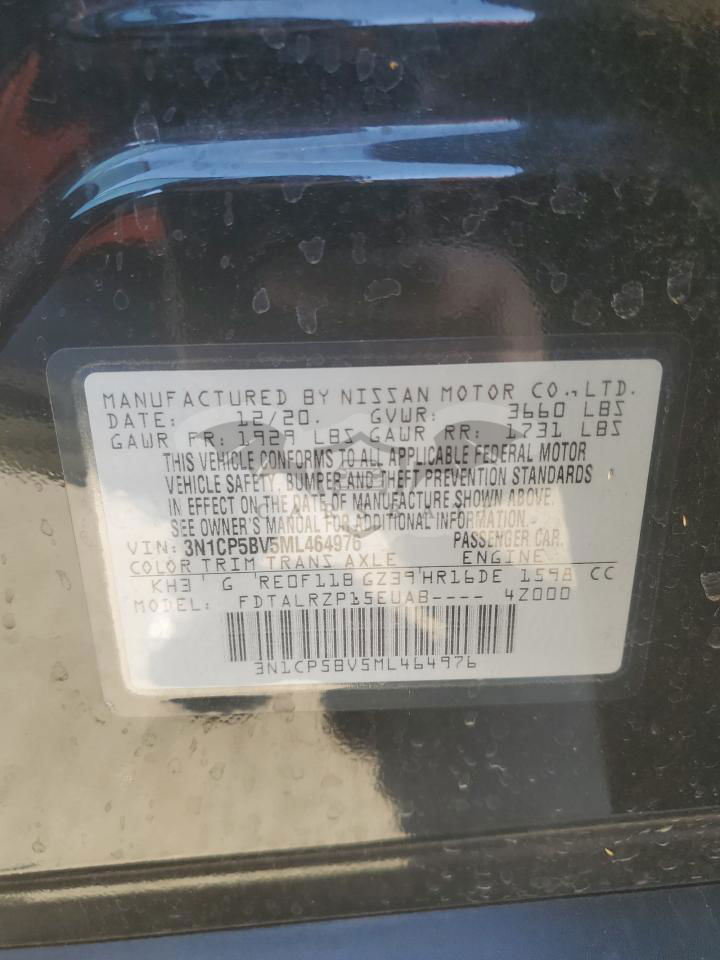 MANUFACTURED BY NISSAN MOTOR CO., LTD.
DATE: 12/20. GVWR: 3660 LBS
GAWR FR: 1929 LBS GAWR RR: 1731 LBS
THIS VEHICLE CONFORMS TO ALL APPLICABLE FEDERAL MOTOR
VEHICLE SAFETY, BUMPER AND THEFT PREVENTION STANDARDS
IN EFFECT ON THE DATE OF MANUFACTURE SHOWN ABOVE.
SEE OWNER'S MANUAL FOR ADDITIONAL INFORMATION.
VIN: 3N1CP5BV5ML464976 PASSENGER CAR.
COLOR TRIM TRANS AXLE ENGINE
KH3 G RE0F11B GZ39 HR16DE 1598 CC
MODEL: FDTALRZP15EUAB---- 4Z000
3N1CP5BV5ML464976